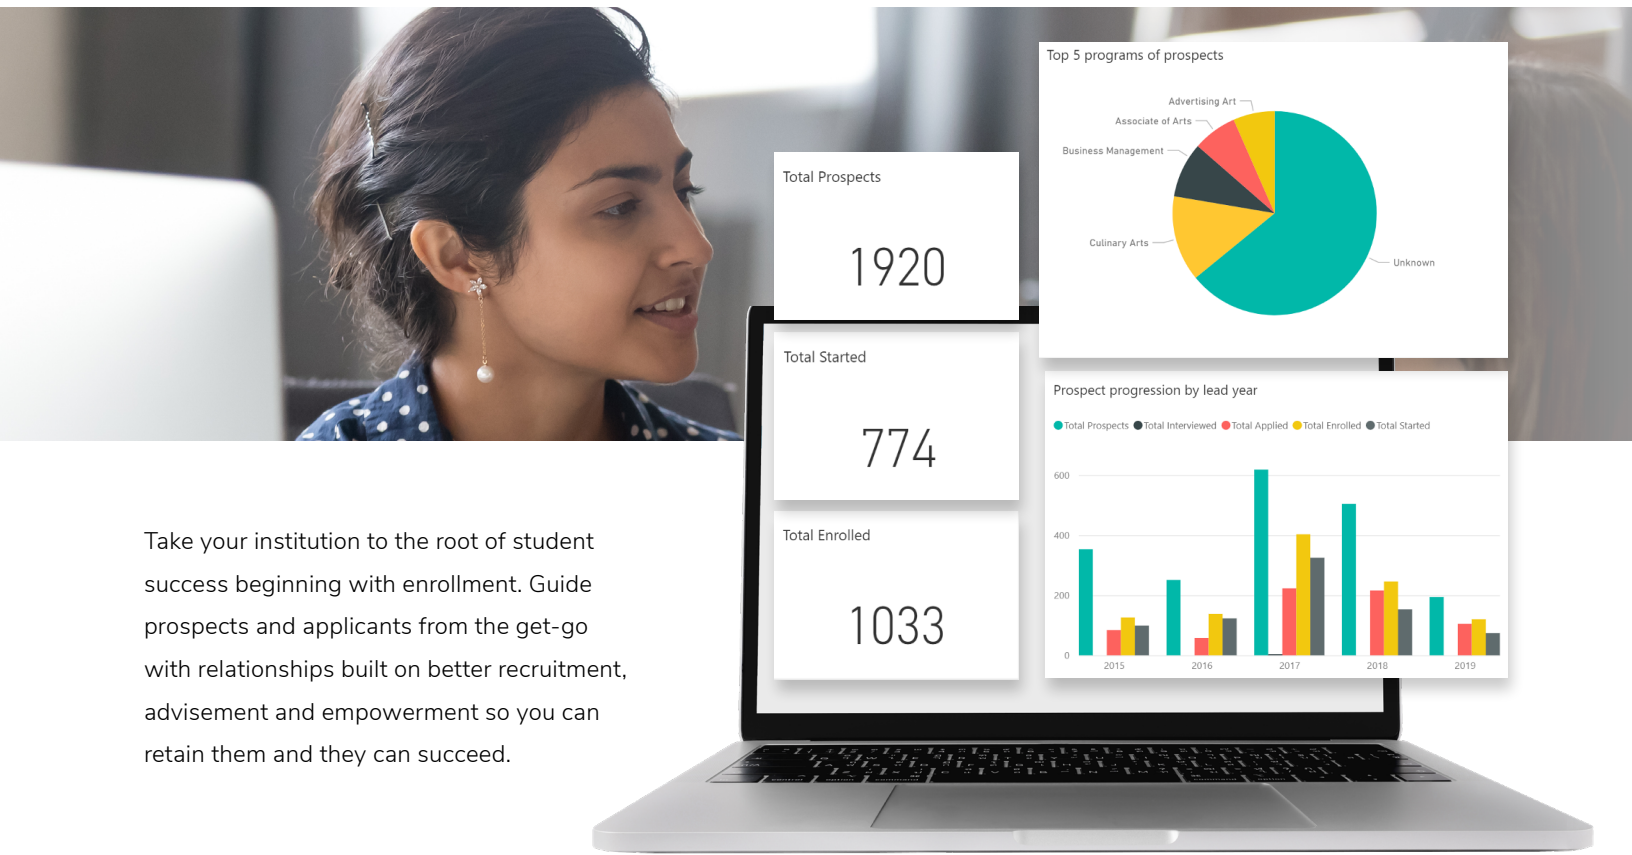 Top 5 programs of prospects
Advertising Art
Associate of Arts
Business Management
Culinary Arts
Unknown
Total Prospects
1920
Total Started
774
Total Enrolled
1033
Prospect progression by lead year
Total Prospects Total Interviewed Total Applied Total Enrolled Total Started
600
400
200
0
2015 2016 2017 2018 2019
Take your institution to the root of student
success beginning with enrollment. Guide
prospects and applicants from the get-go
with relationships built on better recruitment,
advisement and empowerment so you can
retain them and they can succeed.